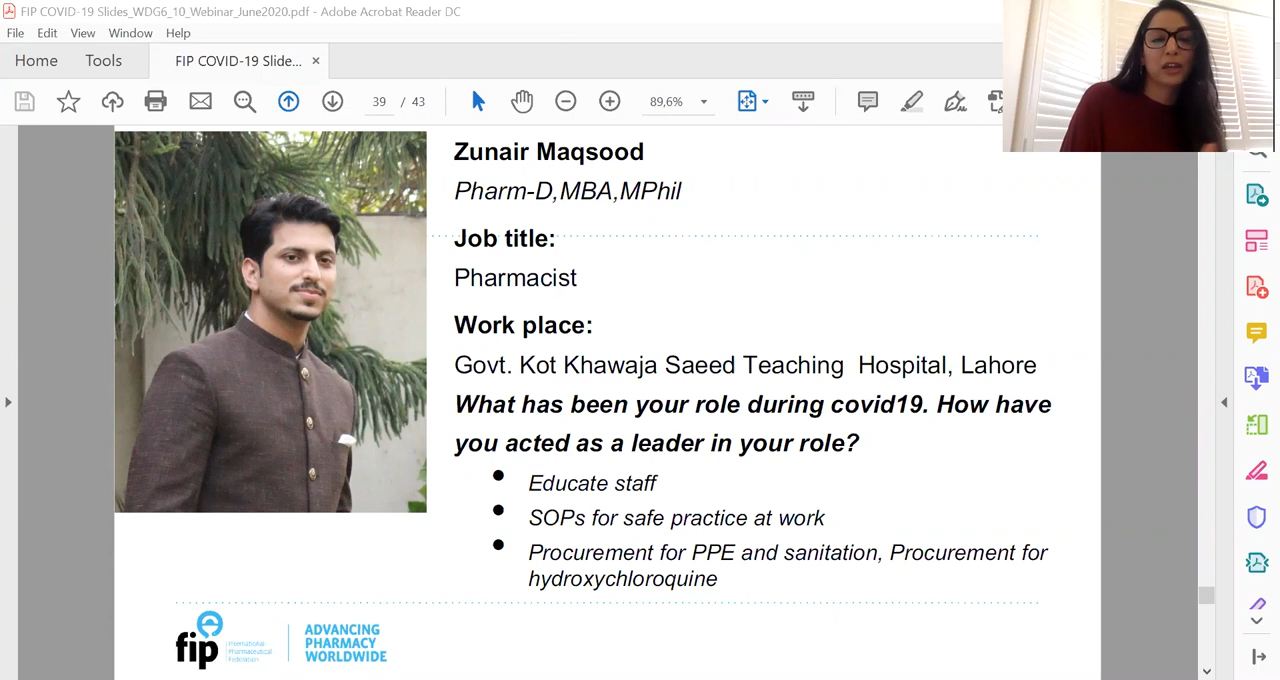 FIP COVID-19 Slides_WDG6_10_Webinar_June2020.pdf - Adobe Acrobat Reader DC
File Edit View Window Help
Home Tools FIP COVID-19 Slide... ×
39 / 43 89,6%
Zunair Maqsood
Pharm-D,MBA,MPhil
Job title:
Pharmacist
Work place:
Govt. Kot Khawaja Saeed Teaching Hospital, Lahore
What has been your role during covid19. How have
you acted as a leader in your role?
• Educate staff
• SOPs for safe practice at work
• Procurement for PPE and sanitation, Procurement for
hydroxychloroquine
fip
International
Pharmaceutical
Federation
ADVANCING
PHARMACY
WORLDWIDE